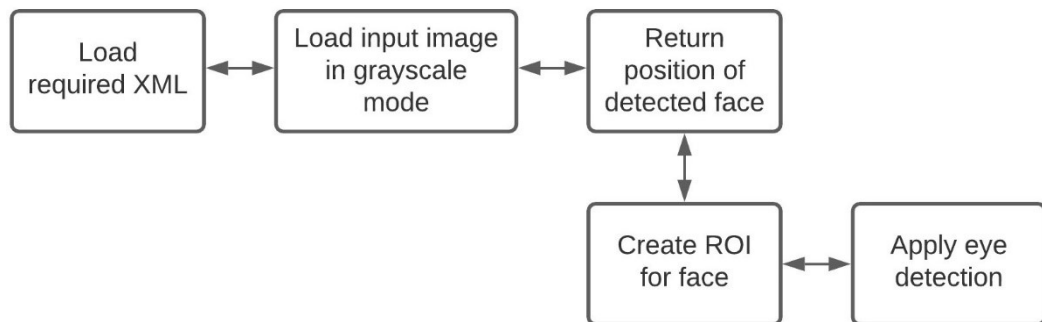 Load
required XML
Load input image
in grayscale
mode
Return
position of
detected face
Create ROI
for face
Apply eye
detection